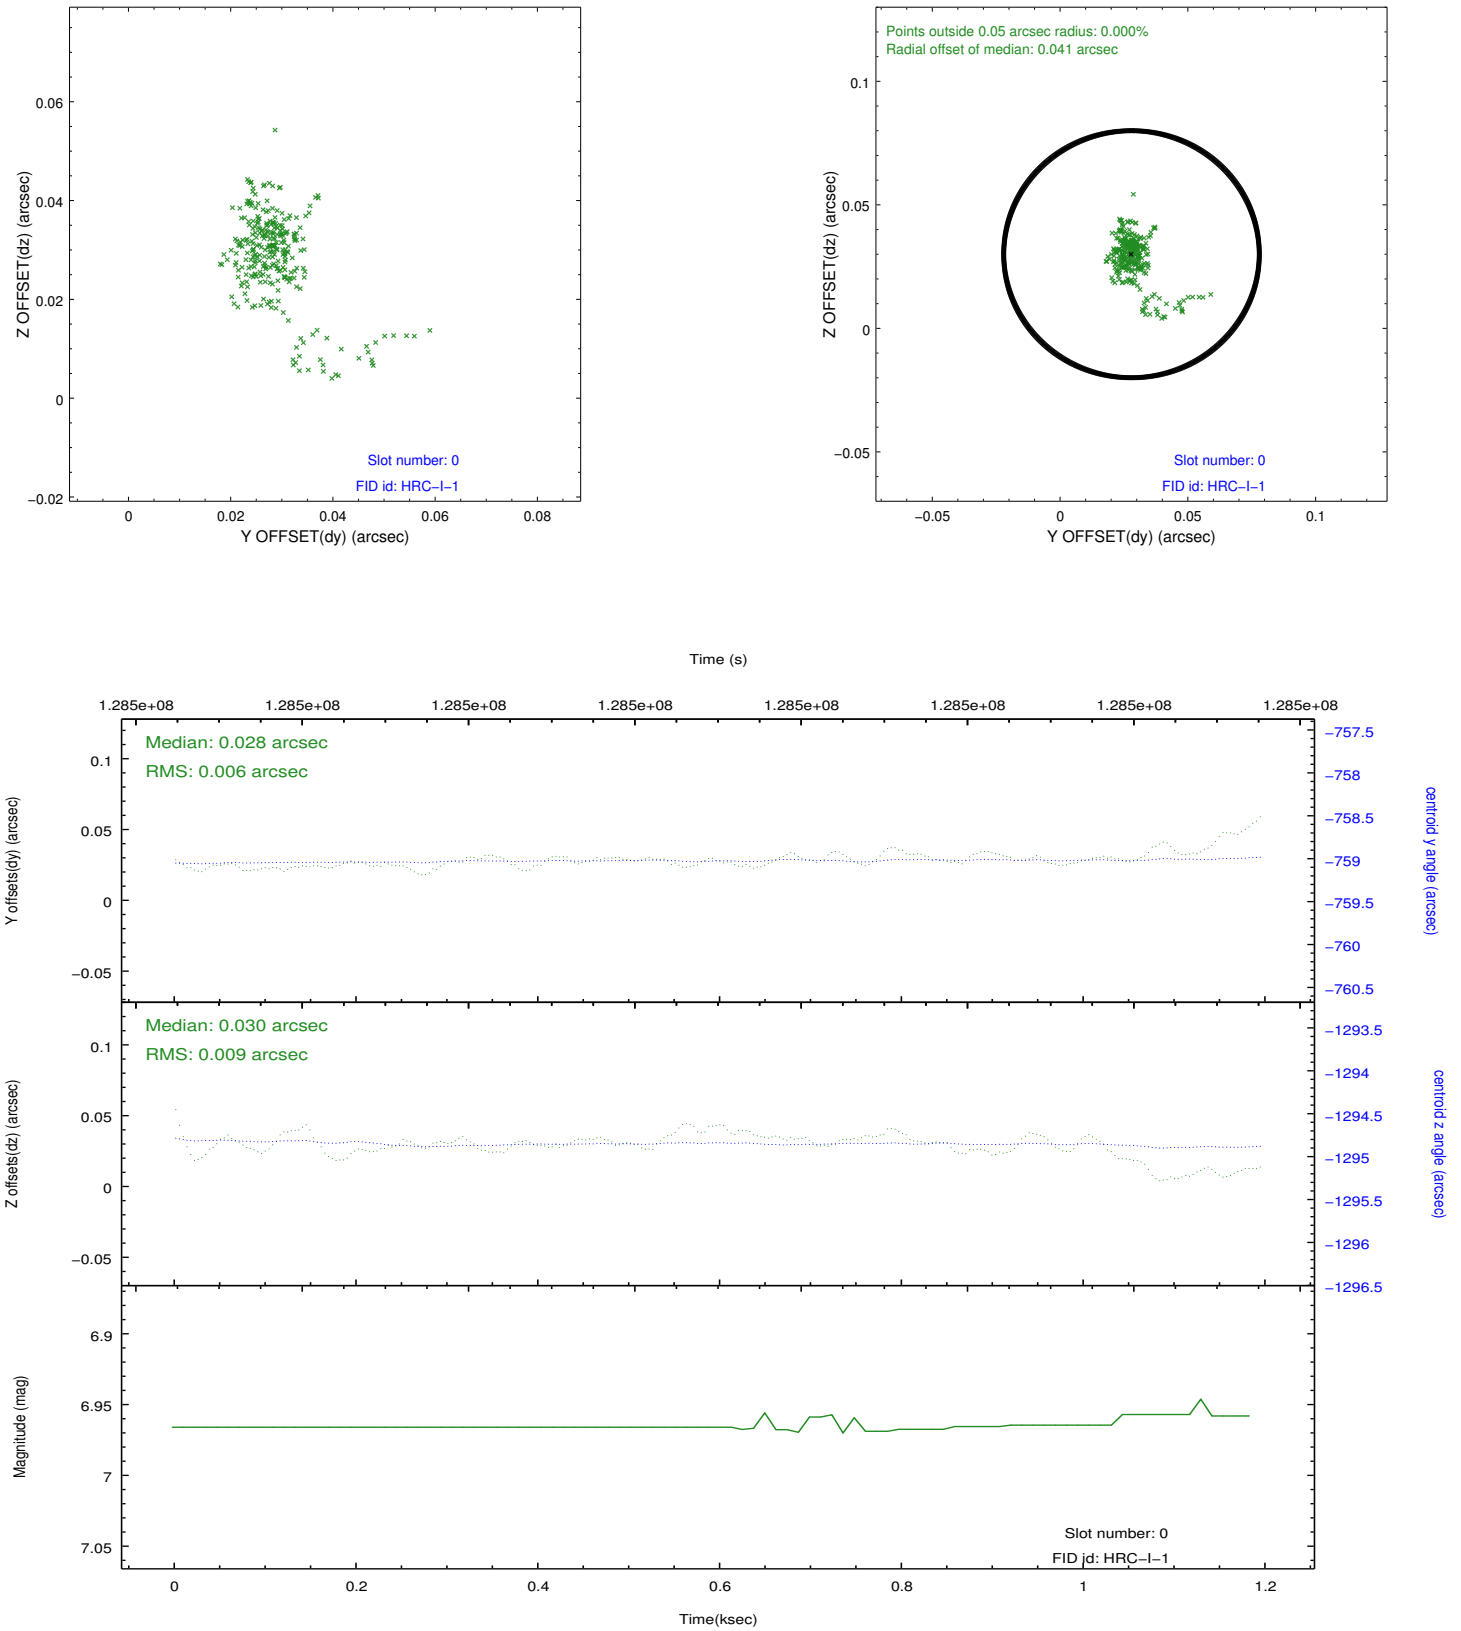 0.06
0.04
0.02
0
−0.02
Z OFFSET(dz) (arcsec)
Slot number: 0
FID id: HRC−I−1
0 0.02 0.04 0.06 0.08
Y OFFSET(dy) (arcsec)
Points outside 0.05 arcsec radius: 0.000%
Radial offset of median: 0.041 arcsec
0.1
0.05
0
−0.05
Z OFFSET(dz) (arcsec)
Slot number: 0
FID id: HRC−I−1
−0.05 0 0.05 0.1
Y OFFSET(dy) (arcsec)
Time (s)
1.285e+08 1.285e+08 1.285e+08 1.285e+08 1.285e+08 1.285e+08 1.285e+08 1.285e+08
Median: 0.028 arcsec
RMS: 0.006 arcsec
0.1
0.05
0
−0.05
Y offsets(dy) (arcsec)
−757.5
−758
−758.5
−759
−759.5
−760
−760.5
centroid y angle (arcsec)
Median: 0.030 arcsec
RMS: 0.009 arcsec
0.1
0.05
0
−0.05
Z offsets(dz) (arcsec)
−1293.5
−1294
−1294.5
−1295
−1295.5
−1296
−1296.5
centroid z angle (arcsec)
6.9
6.95
7
7.05
Magnitude (mag)
Slot number: 0
FID id: HRC−I−1
0 0.2 0.4 0.6 0.8 1 1.2
Time(ksec)